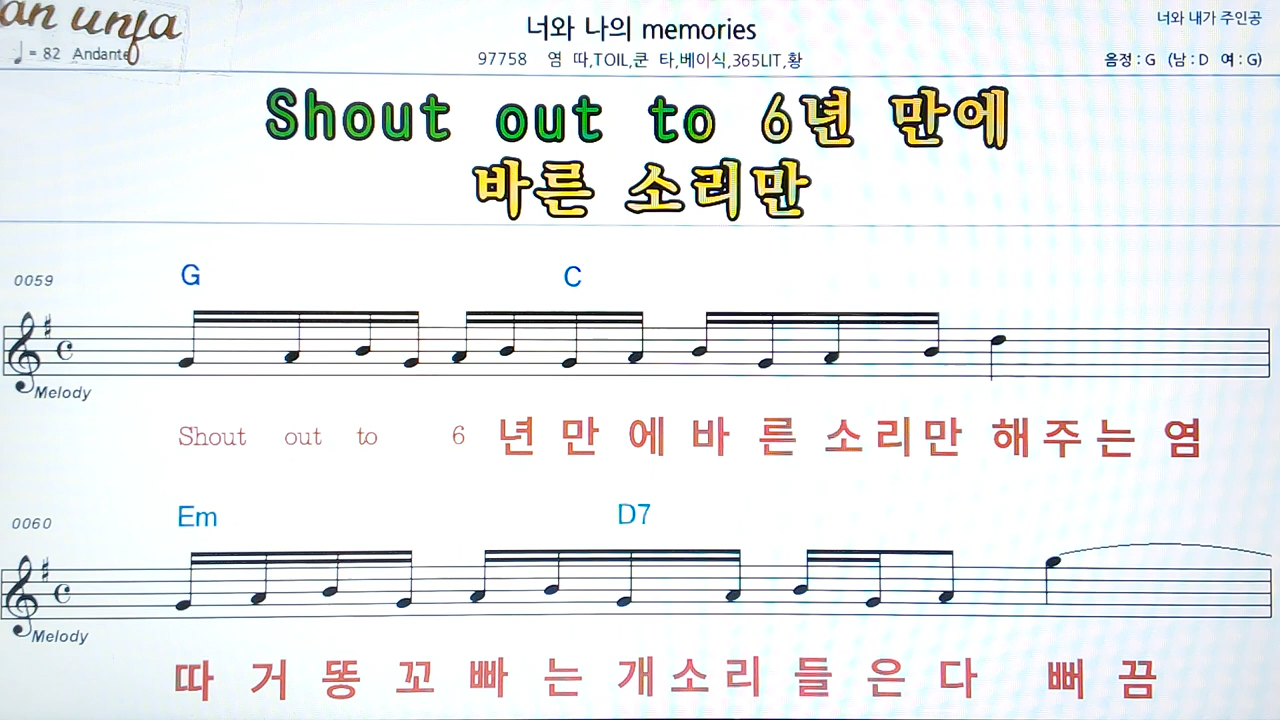 an unja
♩ = 82 Andante
너와 나의 memories
97758 염 따,TOIL,쿤 타,베이식,365LIT,황
너와 내가 주인공
음정 : G (남 : D 여 : G)
Shout out to 6년 만에
바른 소리만
0059
G C
Melody
Shout out to 6 년 만 에 바 른 소 리 만 해 주 는 염
0060
Em D7
Melody
따 거 똥 꼬 빠 는 개 소 리 들 은 다 뻐 끔